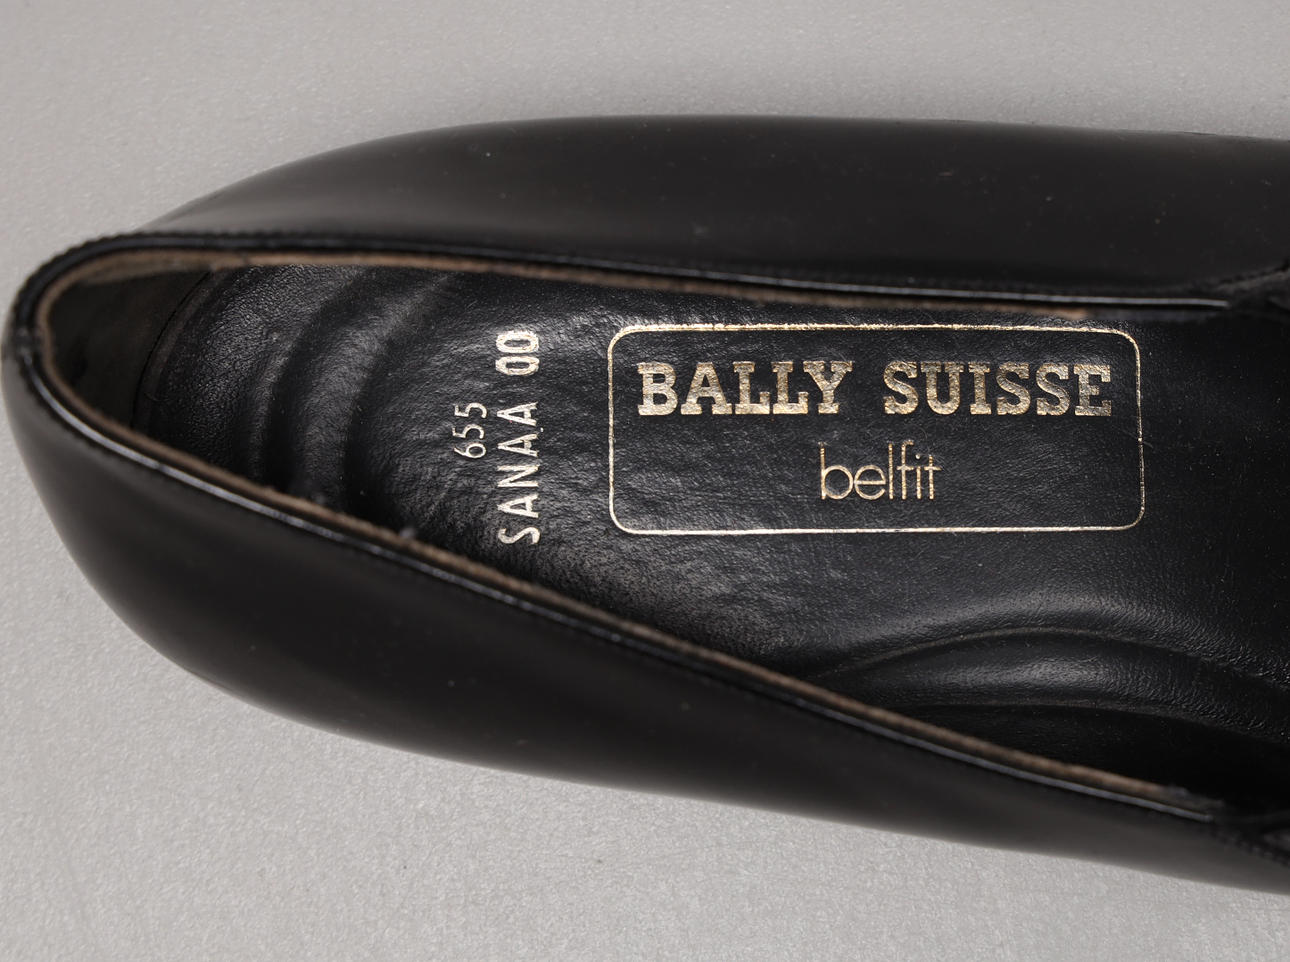 BALLY SUISSE
belfit
655
SANAA 00